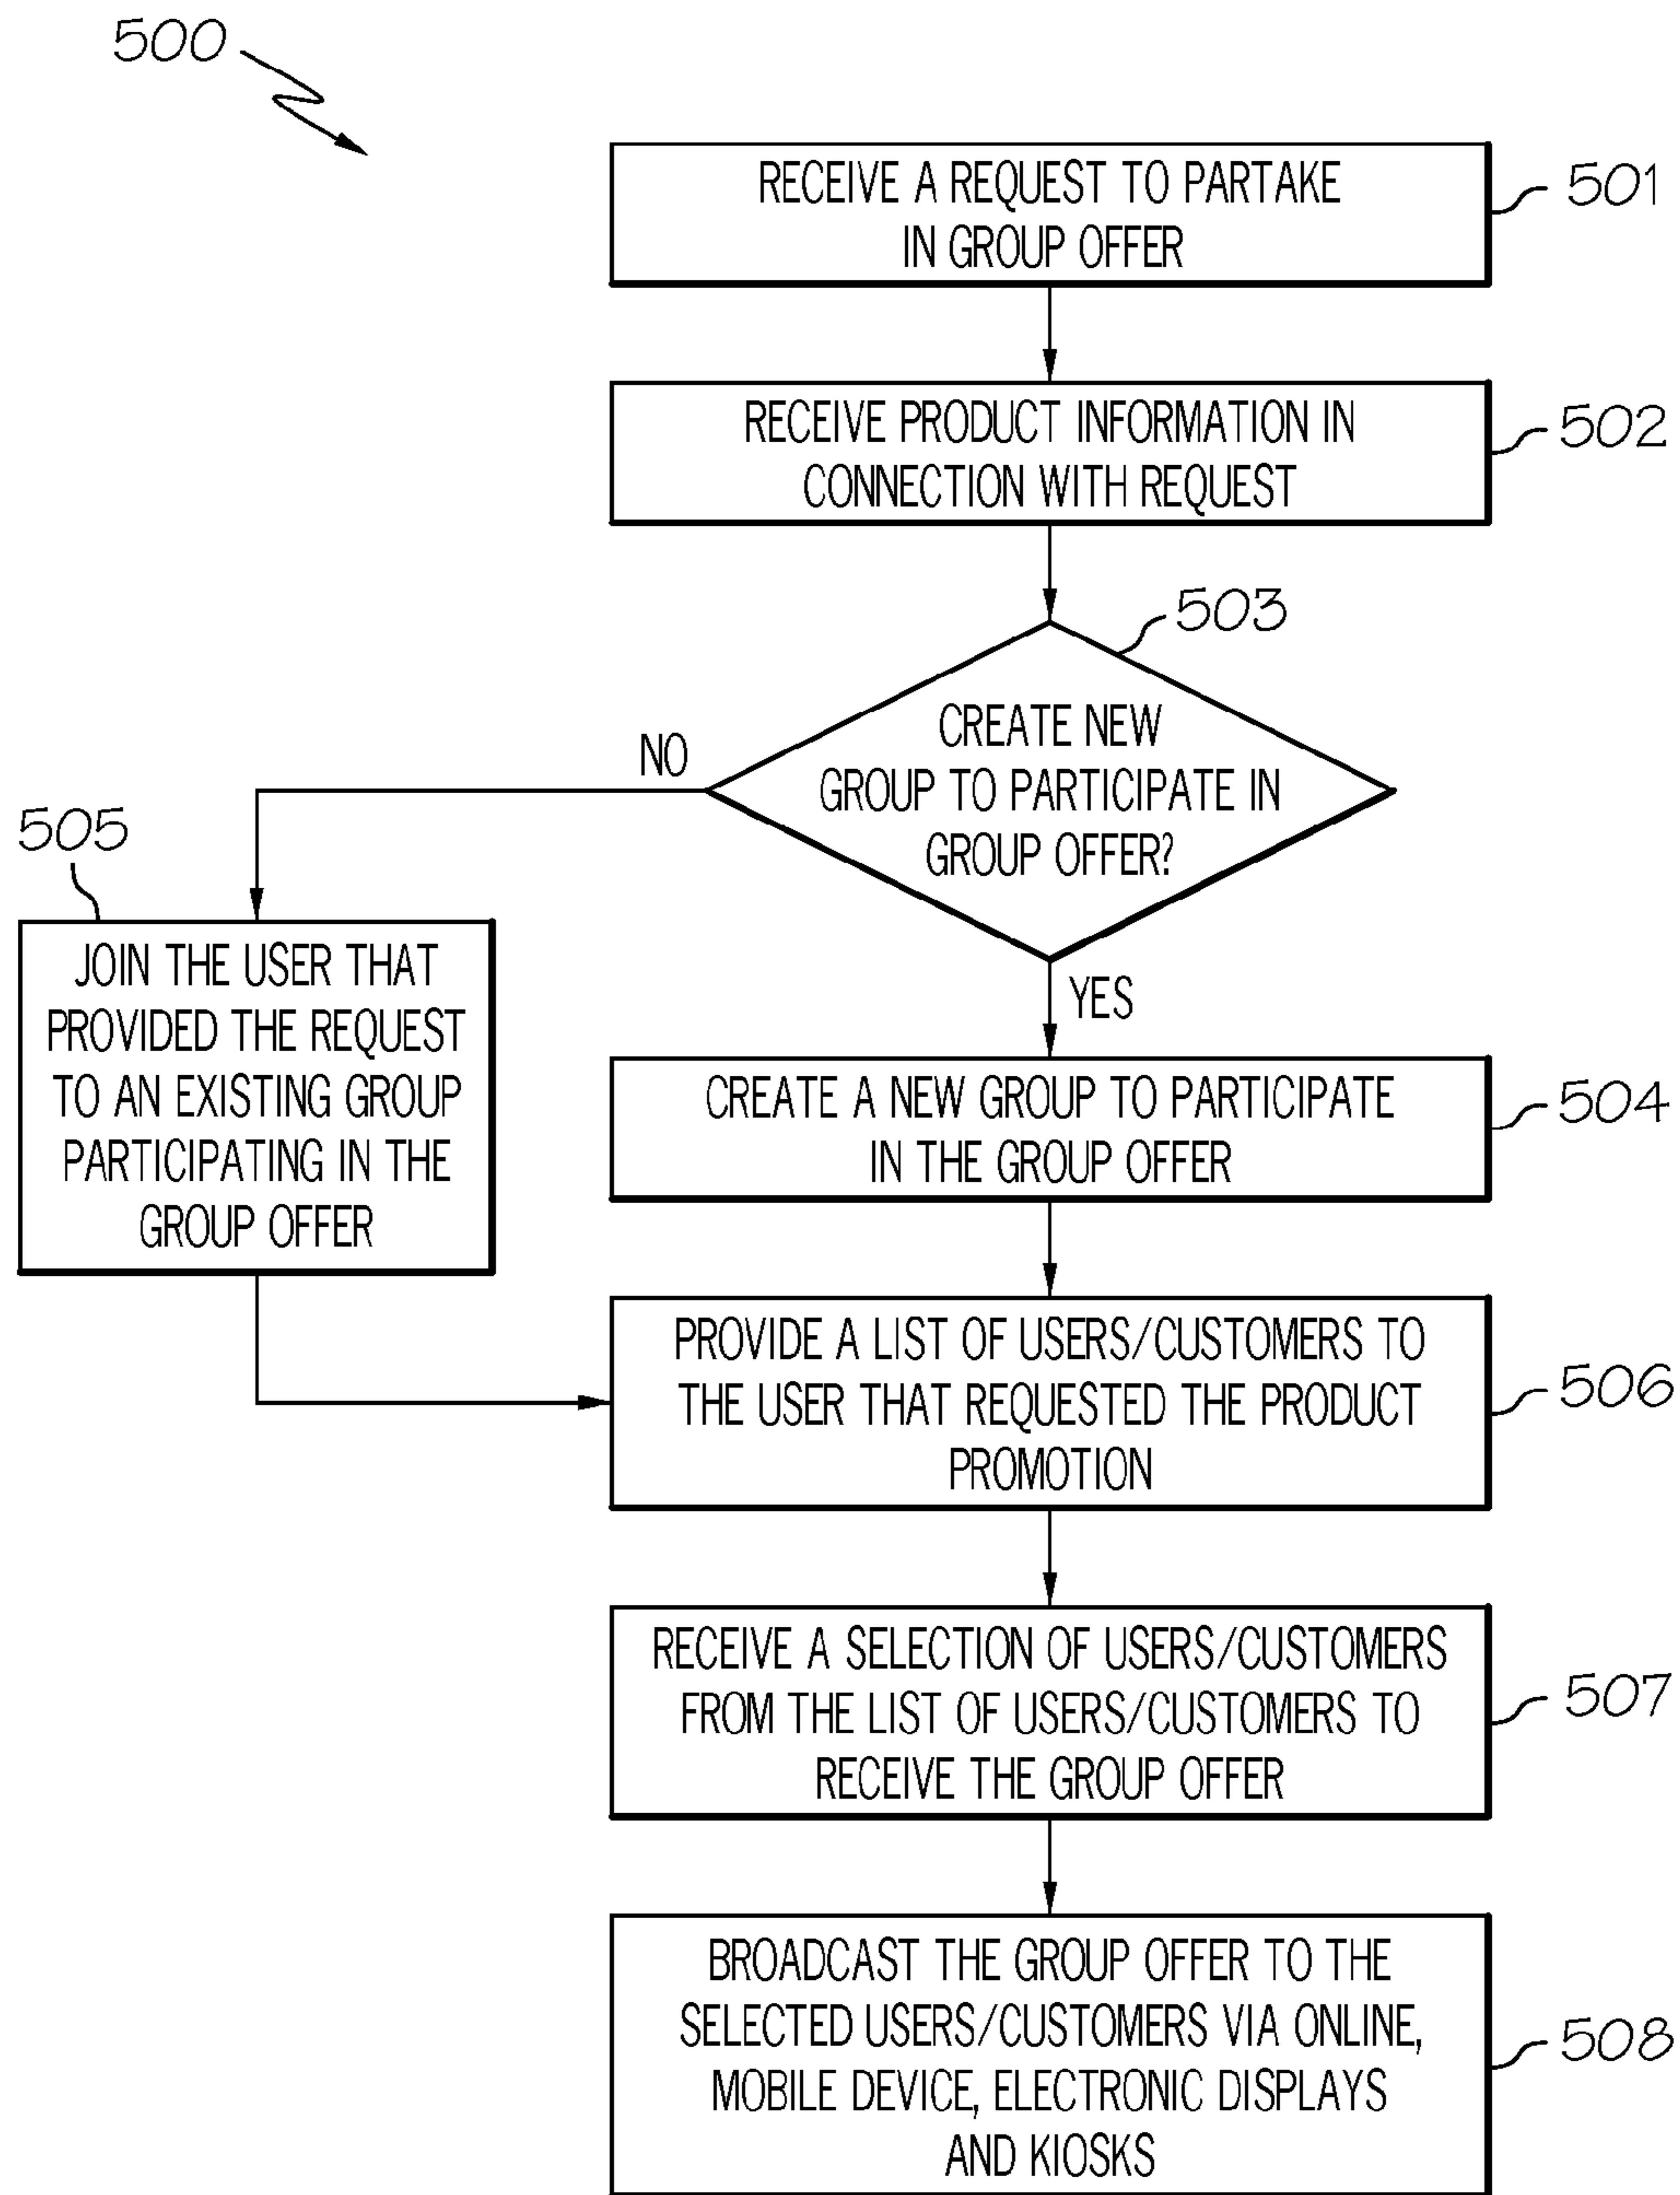 500
RECEIVE A REQUEST TO PARTAKE
IN GROUP OFFER
501
RECEIVE PRODUCT INFORMATION IN
CONNECTION WITH REQUEST
502
503
CREATE NEW
GROUP TO PARTICIPATE IN
GROUP OFFER?
NO
YES
505
JOIN THE USER THAT
PROVIDED THE REQUEST
TO AN EXISTING GROUP
PARTICIPATING IN THE
GROUP OFFER
CREATE A NEW GROUP TO PARTICIPATE
IN THE GROUP OFFER
504
PROVIDE A LIST OF USERS/CUSTOMERS TO
THE USER THAT REQUESTED THE PRODUCT
PROMOTION
506
RECEIVE A SELECTION OF USERS/CUSTOMERS
FROM THE LIST OF USERS/CUSTOMERS TO
RECEIVE THE GROUP OFFER
507
BROADCAST THE GROUP OFFER TO THE
SELECTED USERS/CUSTOMERS VIA ONLINE,
MOBILE DEVICE, ELECTRONIC DISPLAYS
AND KIOSKS
508